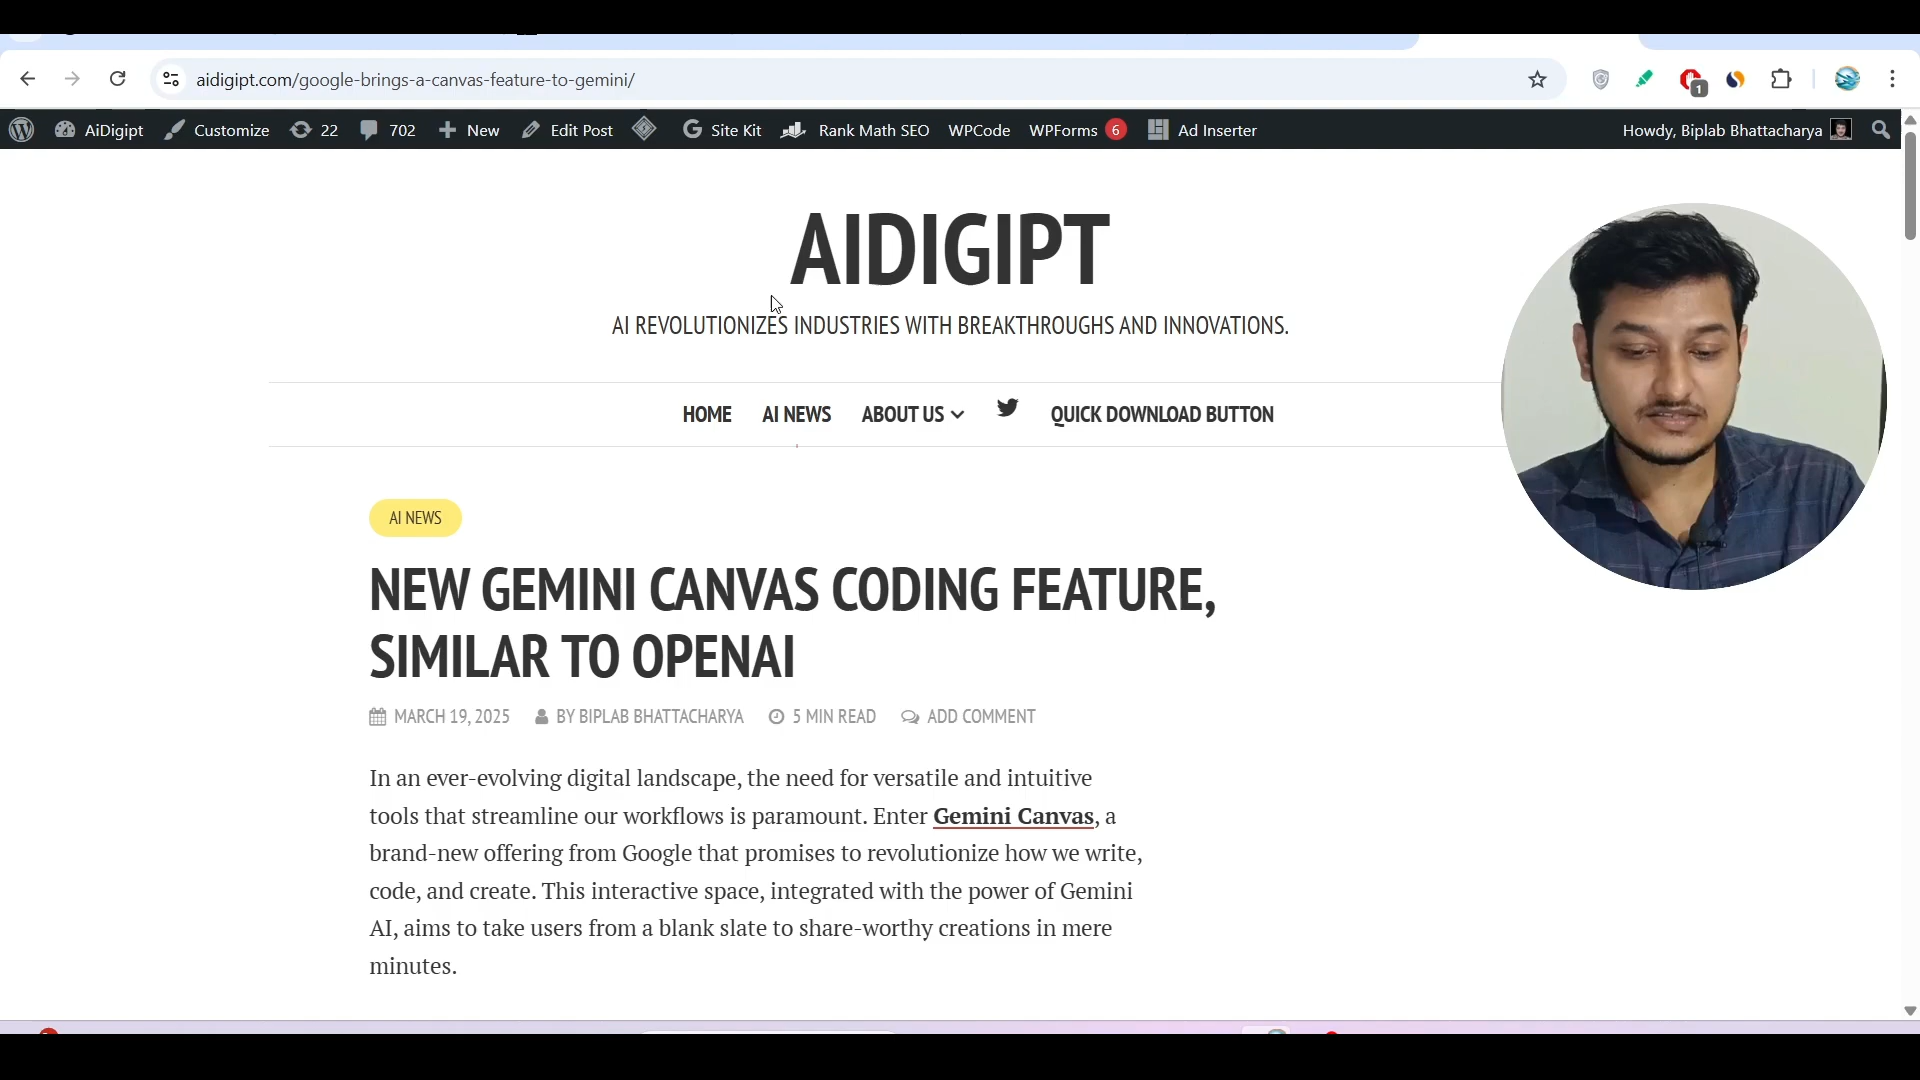 aidigipt.com/google-brings-a-canvas-feature-to-gemini/
1
AiDigipt Customize 22 702 New Edit Post Site Kit Rank Math SEO WPCode WPForms 6 Ad Inserter Howdy, Biplab Bhattacharya
AIDIGIPT
AI REVOLUTIONIZES INDUSTRIES WITH BREAKTHROUGHS AND INNOVATIONS.
HOME AI NEWS ABOUT US QUICK DOWNLOAD BUTTON
AI NEWS
NEW GEMINI CANVAS CODING FEATURE,
SIMILAR TO OPENAI
MARCH 19, 2025 BY BIPLAB BHATTACHARYA 5 MIN READ ADD COMMENT
In an ever-evolving digital landscape, the need for versatile and intuitive
tools that streamline our workflows is paramount. Enter Gemini Canvas, a
brand-new offering from Google that promises to revolutionize how we write,
code, and create. This interactive space, integrated with the power of Gemini
AI, aims to take users from a blank slate to share-worthy creations in mere
minutes.